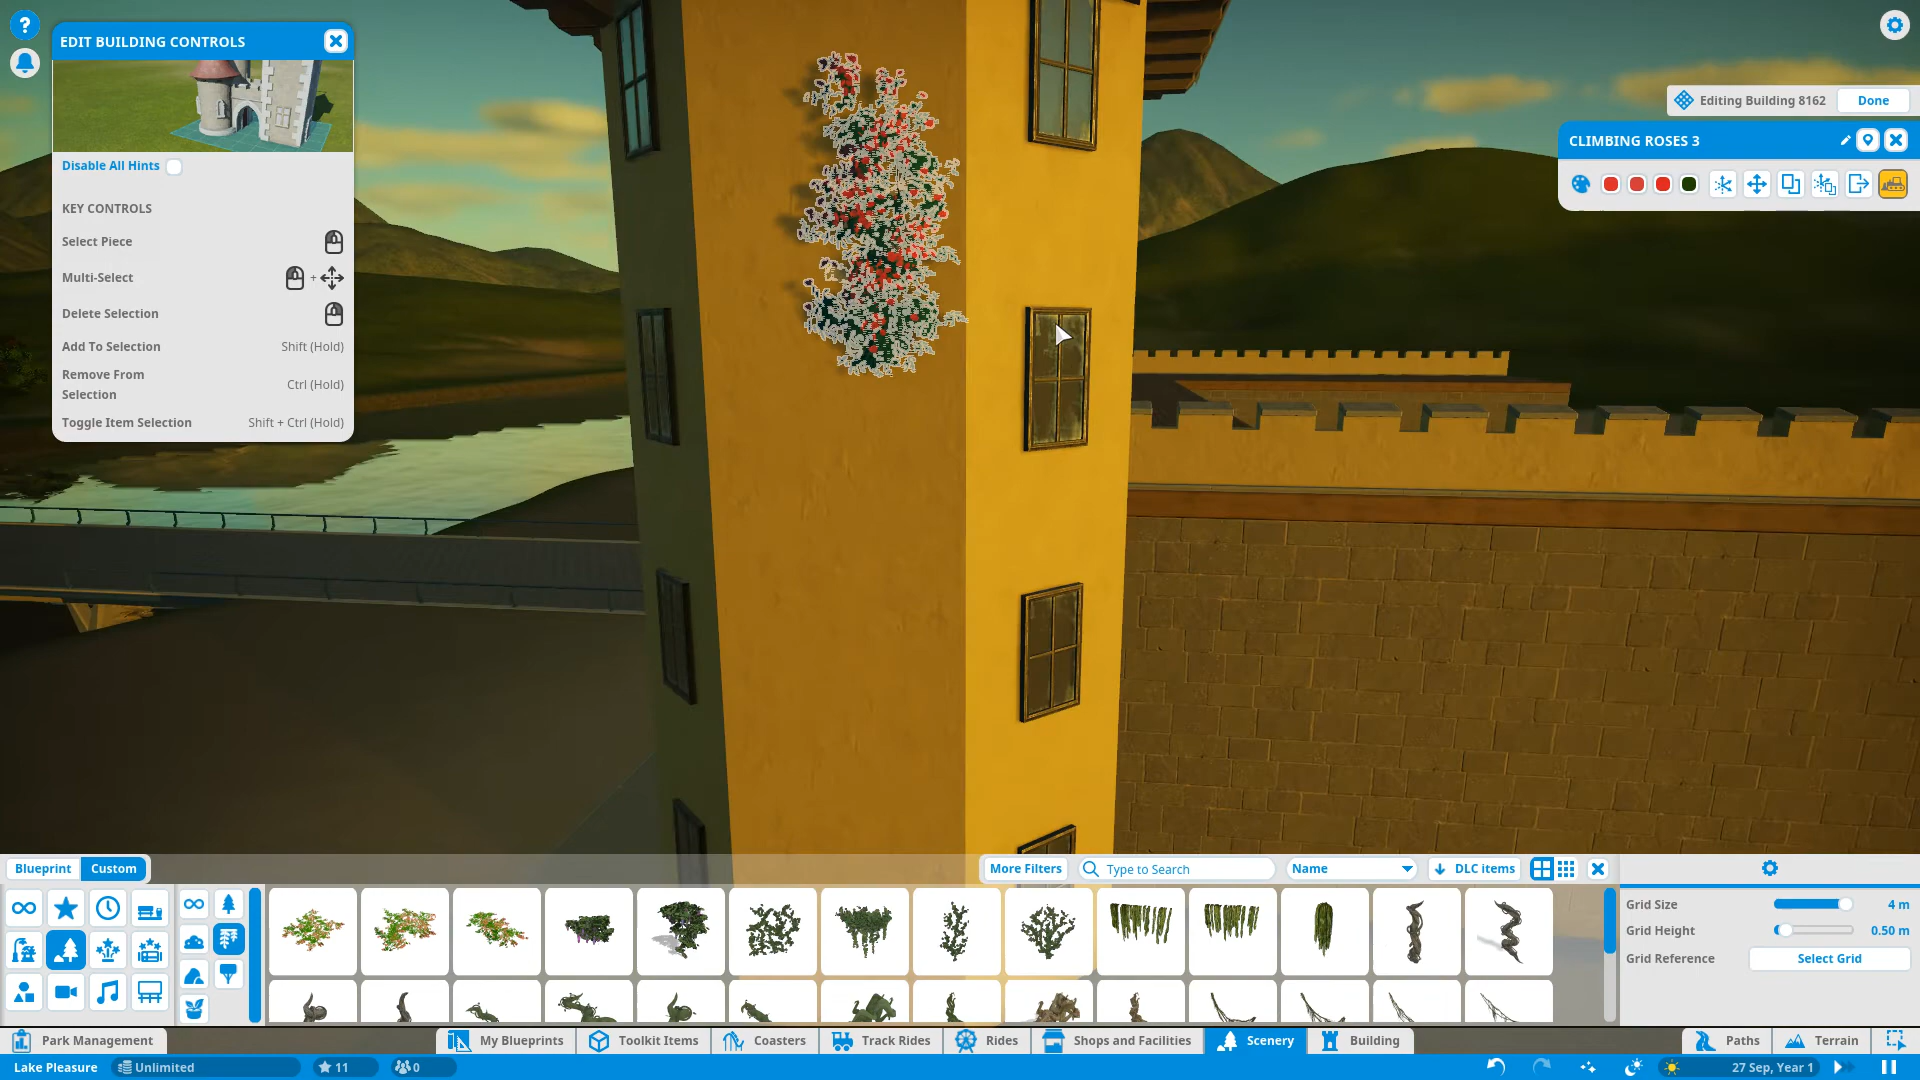 ?
EDIT BUILDING CONTROLS
Disable All Hints
KEY CONTROLS
Select Piece
Multi-Select
+
Delete Selection
Add To Selection
Shift (Hold)
Remove From
Selection
Ctrl (Hold)
Toggle Item Selection
Shift + Ctrl (Hold)
Editing Building 8162
Done
CLIMBING ROSES 3
Blueprint
Custom
More Filters
Type to Search
Name
DLC items
Grid Size
4 m
Grid Height
0.50 m
Grid Reference
Select Grid
Park Management
My Blueprints
Toolkit Items
Coasters
Track Rides
Rides
Shops and Facilities
Scenery
Building
Paths
Terrain
Lake Pleasure
Unlimited
11
0
27 Sep, Year 1